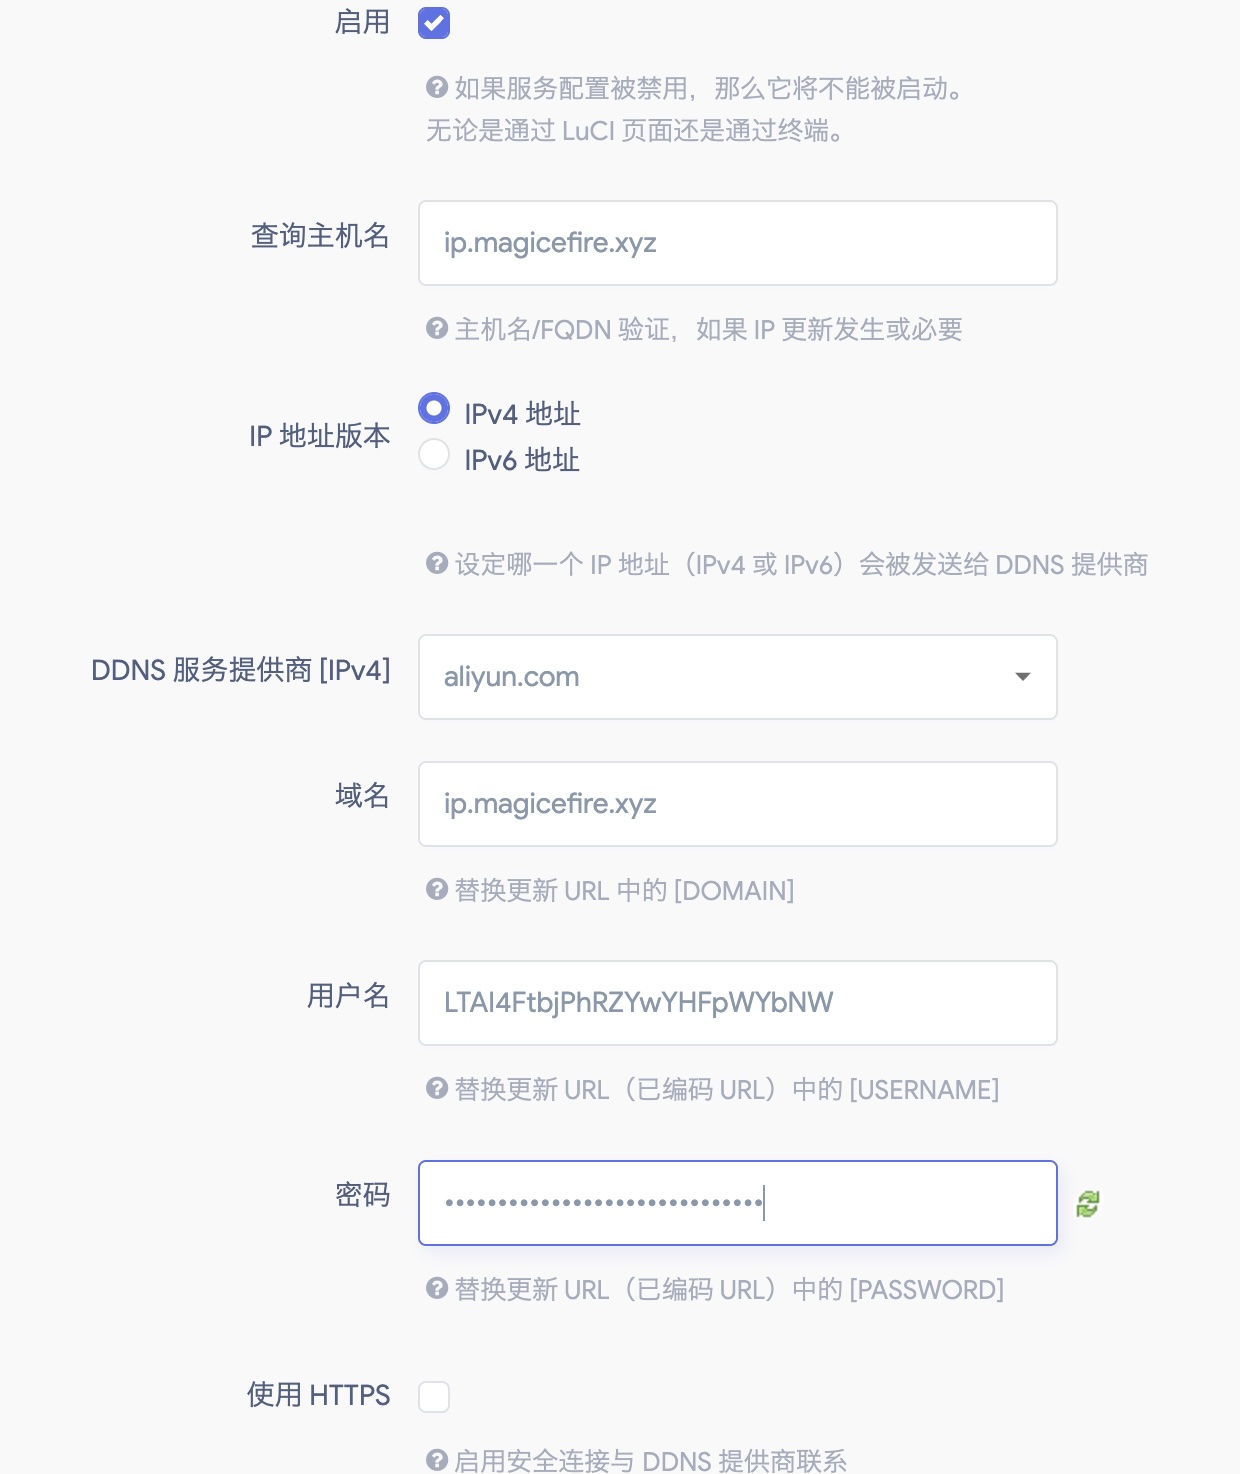 启用
如果服务配置被禁用，那么它将不能被启动。
无论是通过 LuCI 页面还是通过终端。
查询主机名
ip.magicefire.xyz
主机名/FQDN 验证，如果 IP 更新发生或必要
IP 地址版本
IPv4 地址
IPv6 地址
设定哪一个 IP 地址（IPv4 或 IPv6）会被发送给 DDNS 提供商
DDNS 服务提供商 [IPv4]
aliyun.com
域名
ip.magicefire.xyz
替换更新 URL 中的 [DOMAIN]
用户名
LTAI4FtbjPhRZYwYHFpWYbNW
替换更新 URL（已编码 URL）中的 [USERNAME]
密码
••••••••••••••••••••••••••••••
替换更新 URL（已编码 URL）中的 [PASSWORD]
使用 HTTPS
启用安全连接与 DDNS 提供商联系